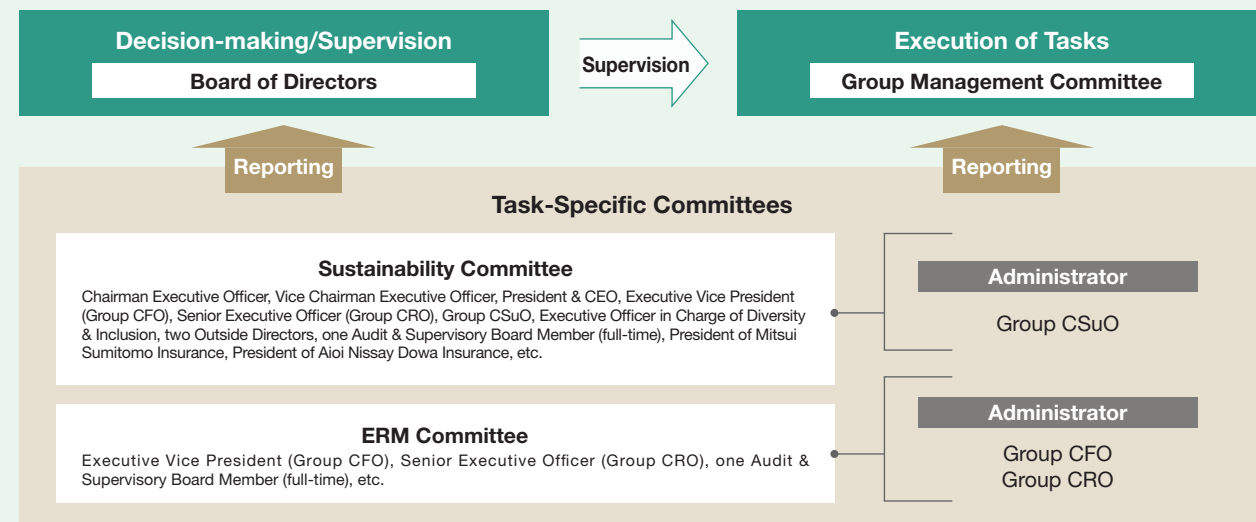 Decision-making/Supervision
Board of Directors
Supervision
Execution of Tasks
Group Management Committee
Reporting
Reporting
Task-Specific Committees
Sustainability Committee
Chairman Executive Officer, Vice Chairman Executive Officer, President & CEO, Executive Vice President
(Group CFO), Senior Executive Officer (Group CRO), Group CSuO, Executive Officer in Charge of Diversity
& Inclusion, two Outside Directors, one Audit & Supervisory Board Member (full-time), President of Mitsui
Sumitomo Insurance, President of Aioi Nissay Dowa Insurance, etc.
Administrator
Group CSuO
ERM Committee
Executive Vice President (Group CFO), Senior Executive Officer (Group CRO), one Audit &
Supervisory Board Member (full-time), etc.
Administrator
Group CFO
Group CRO